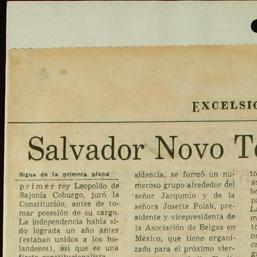 EXCELSIO
Salvador Novo T
Sigue de la primera plana
primer rey Leopoldo de
Sajonia Coburgo, juró la
Constitución, antes de to-
mar posesión de su cargo.
La independencia había si-
do lograda un año antes
(estaban unidos a los ho-
landeses), así que es una
fiesta constitucionalista
sidencia, se formó un nu-
meroso grupo alrededor del
señor Jacqumin y de la
señora Josette Polak, pre-
sidente y vicepresidenta de
la Asociación de Belgas en
México, que tiene organi-
zado para el próximo vier-